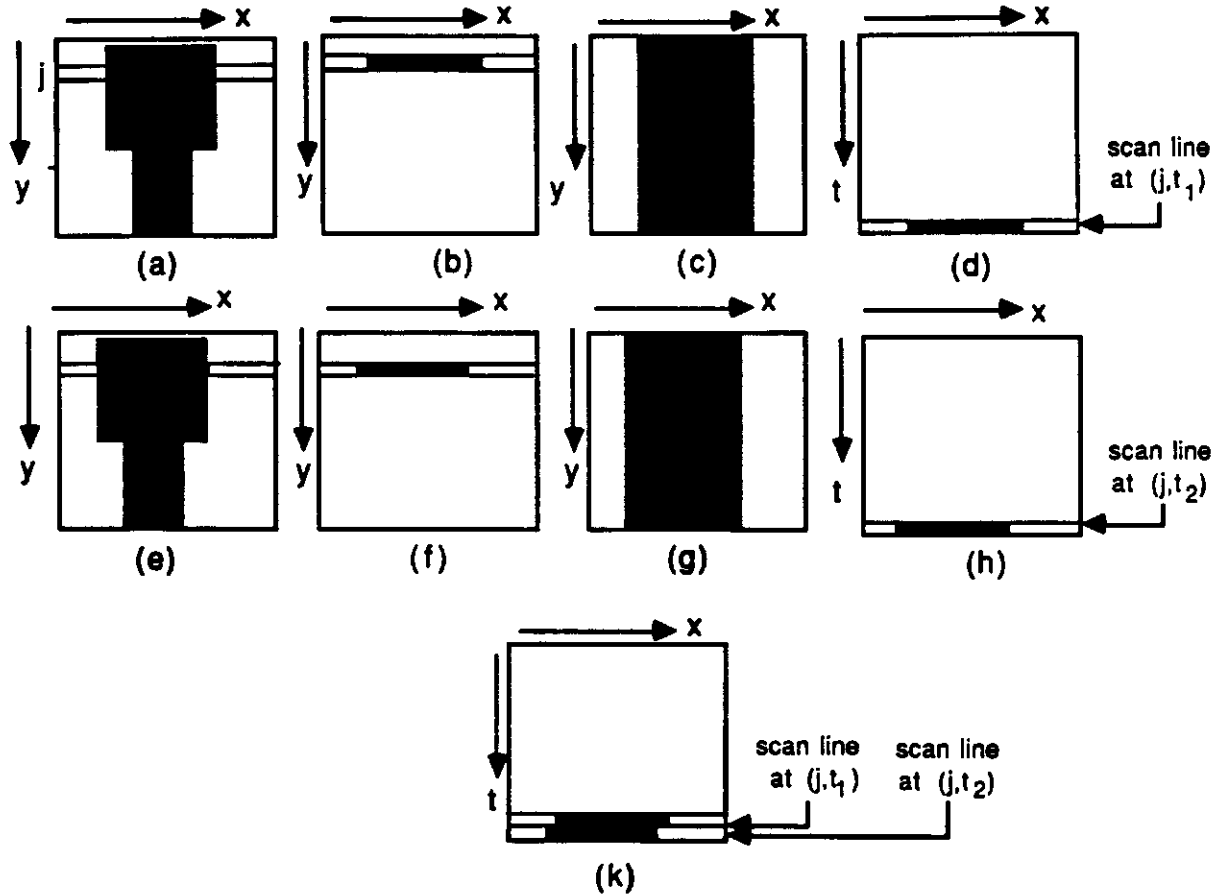 x x x x
j
y y y t
scan line
at (j,t₁)
(a) (b) (c) (d)
x x x x
y y y t
scan line
at (j,t₂)
(e) (f) (g) (h)
x
t
scan line scan line
at (j,t₁) at (j,t₂)
(k)